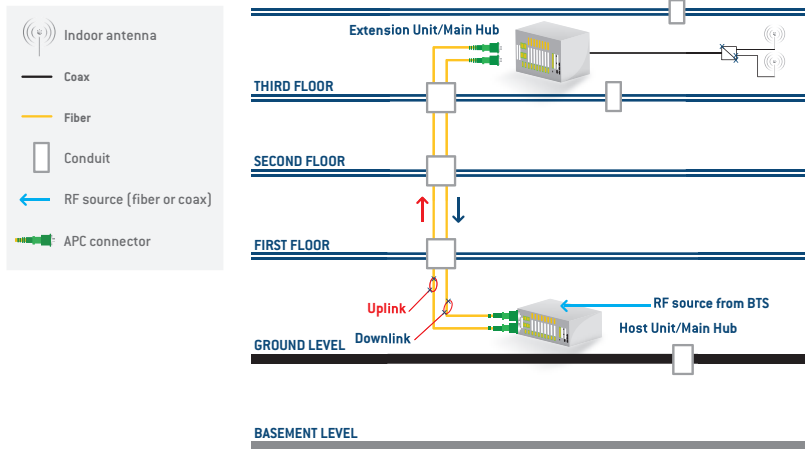 Indoor antenna
Coax
Fiber
Conduit
RF source (fiber or coax)
APC connector
Extension Unit/Main Hub
THIRD FLOOR
SECOND FLOOR
FIRST FLOOR
Uplink
Downlink
RF source from BTS
Host Unit/Main Hub
GROUND LEVEL
BASEMENT LEVEL